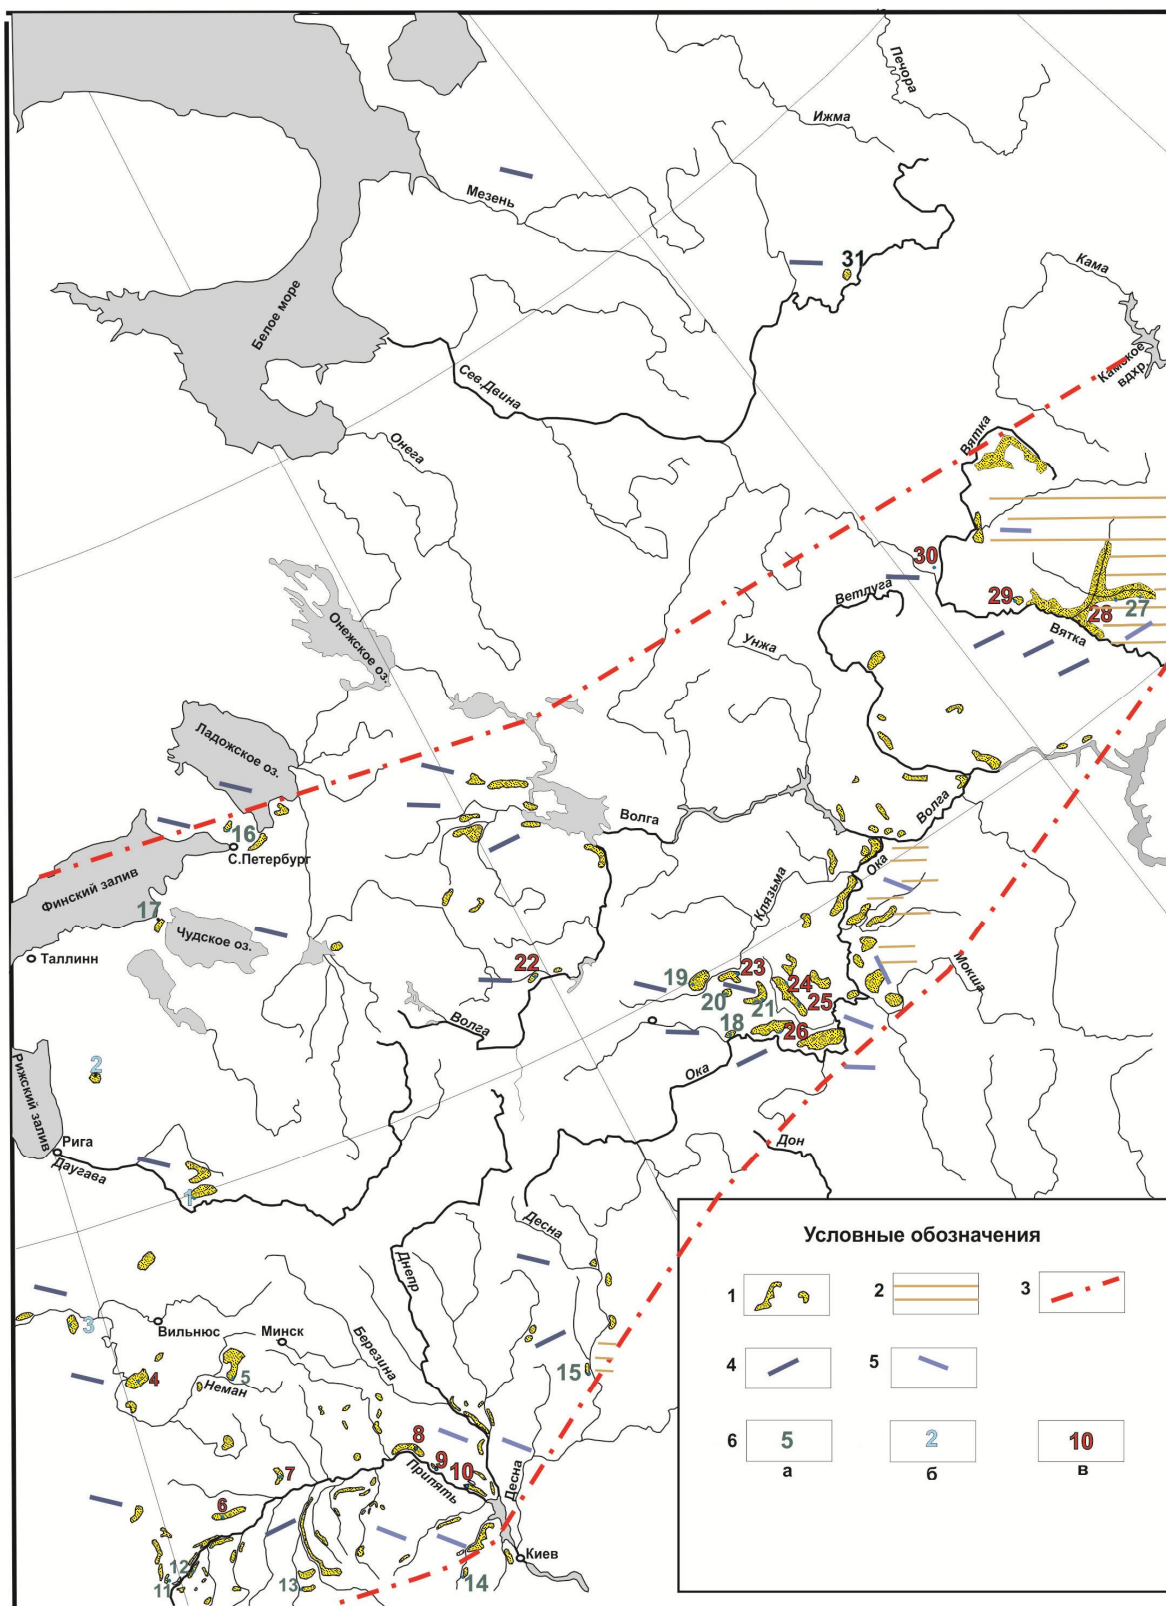 Печора
Ижма
Мезень
31
Кама
Белое море
Камское
вдхр.
Сев.Двина
Вятка
Онега
30
Ветлуга
29
28
27
Вятка
Унжа
Онежское оз.
Ладожское оз.
Волга
Волга
16
С.Петербург
Финский залив
Ока
Клязьма
17
Чудское оз.
Таллинн
22
19
23
24
20
21
25
Мокша
18
26
Волга
Ока
2
Рижский залив
Рига
Даугава
1
Дон
Десна
Днепр
3
Вильнюс
Минск
Березина
4
5
Неман
15
8
9
10
7
Припять
Десна
6
12
11
13
14
Киев
Условные обозначения
1
2
3
4
5
6
5
2
10
а
б
в